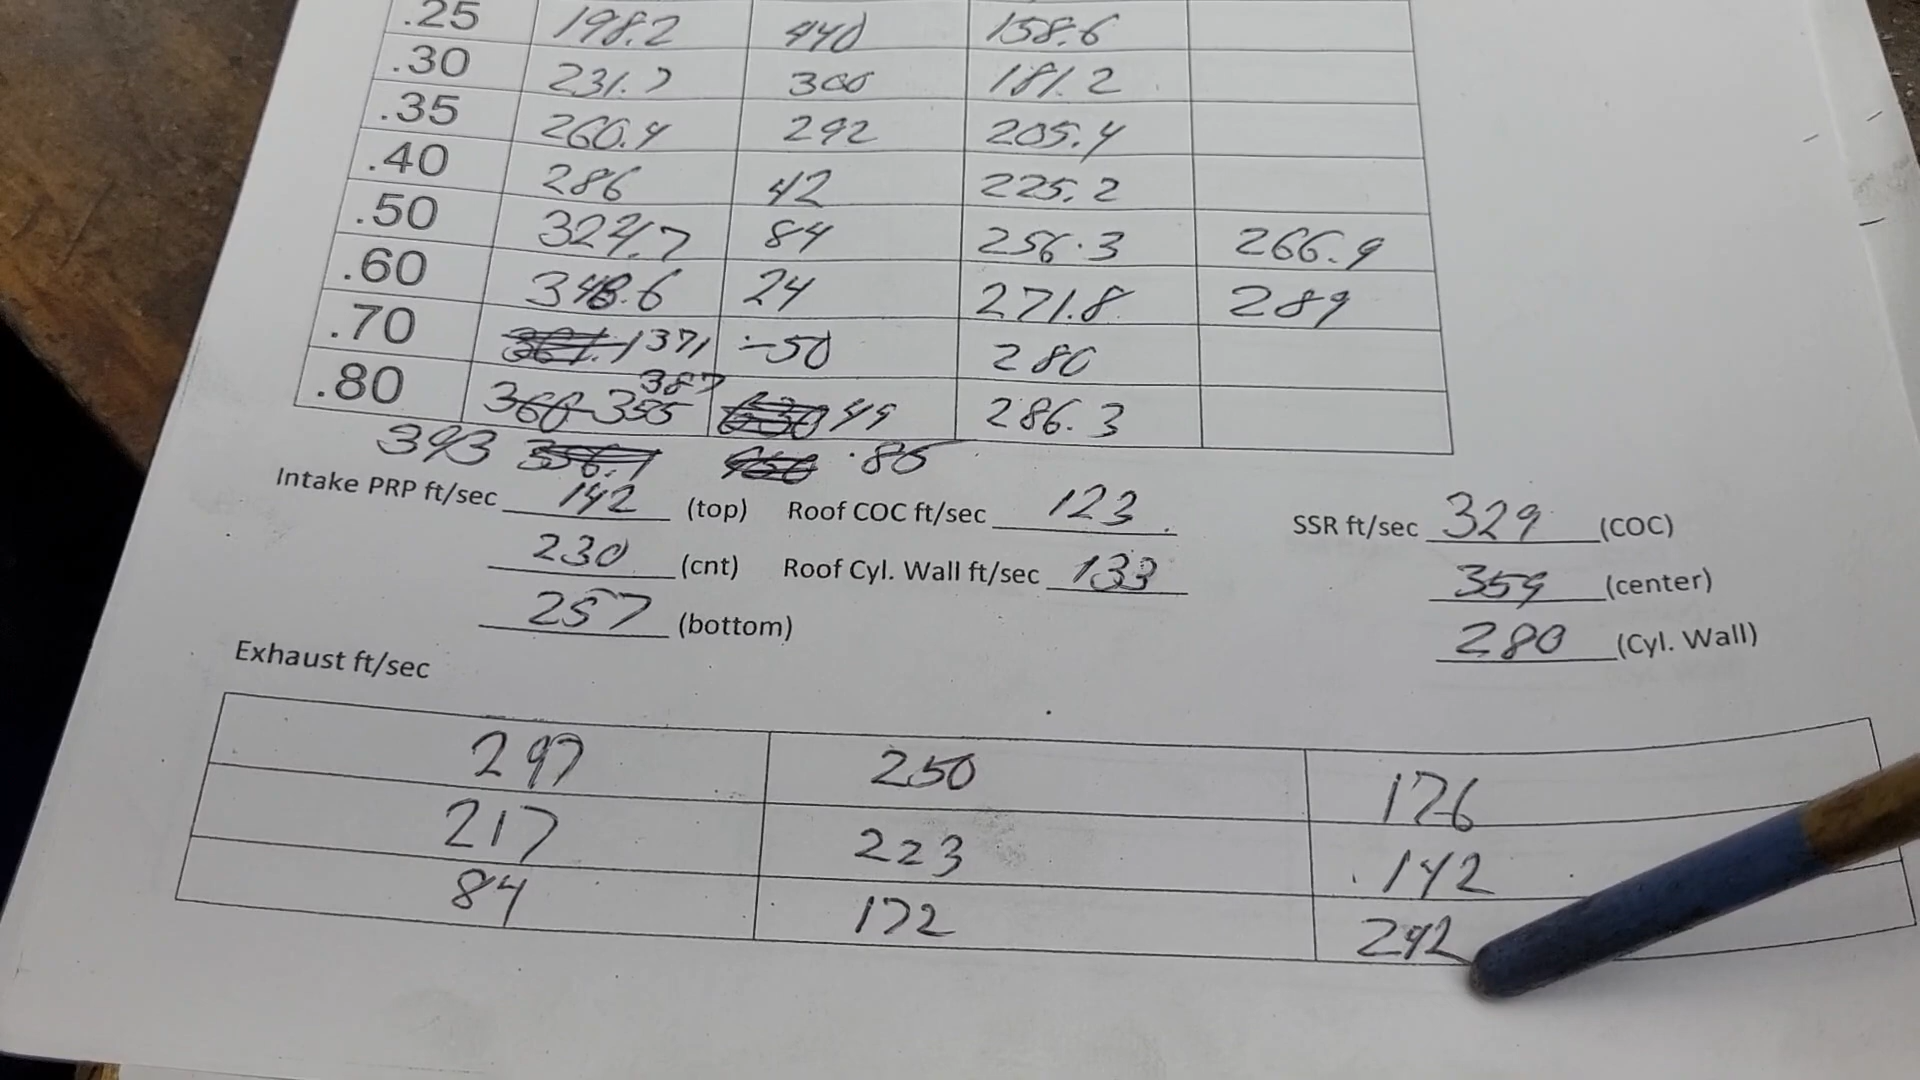 .25 198.2 440 158.6
.30 231.7 300 181.2
.35 260.4 292 205.4
.40 286 42 225.2
.50 324.7 84 256.3 266.9
.60 348.6 24 271.8 289
.70 371 -50 280
.80 360 355 387 49 286.3
393 .85
Intake PRP ft/sec 142 (top) Roof COC ft/sec 123 SSR ft/sec 329 (COC)
230 (cnt) Roof Cyl. Wall ft/sec 133 359 (center)
257 (bottom) 280 (Cyl. Wall)
Exhaust ft/sec
297 250 176
217 223 142
84 172 242